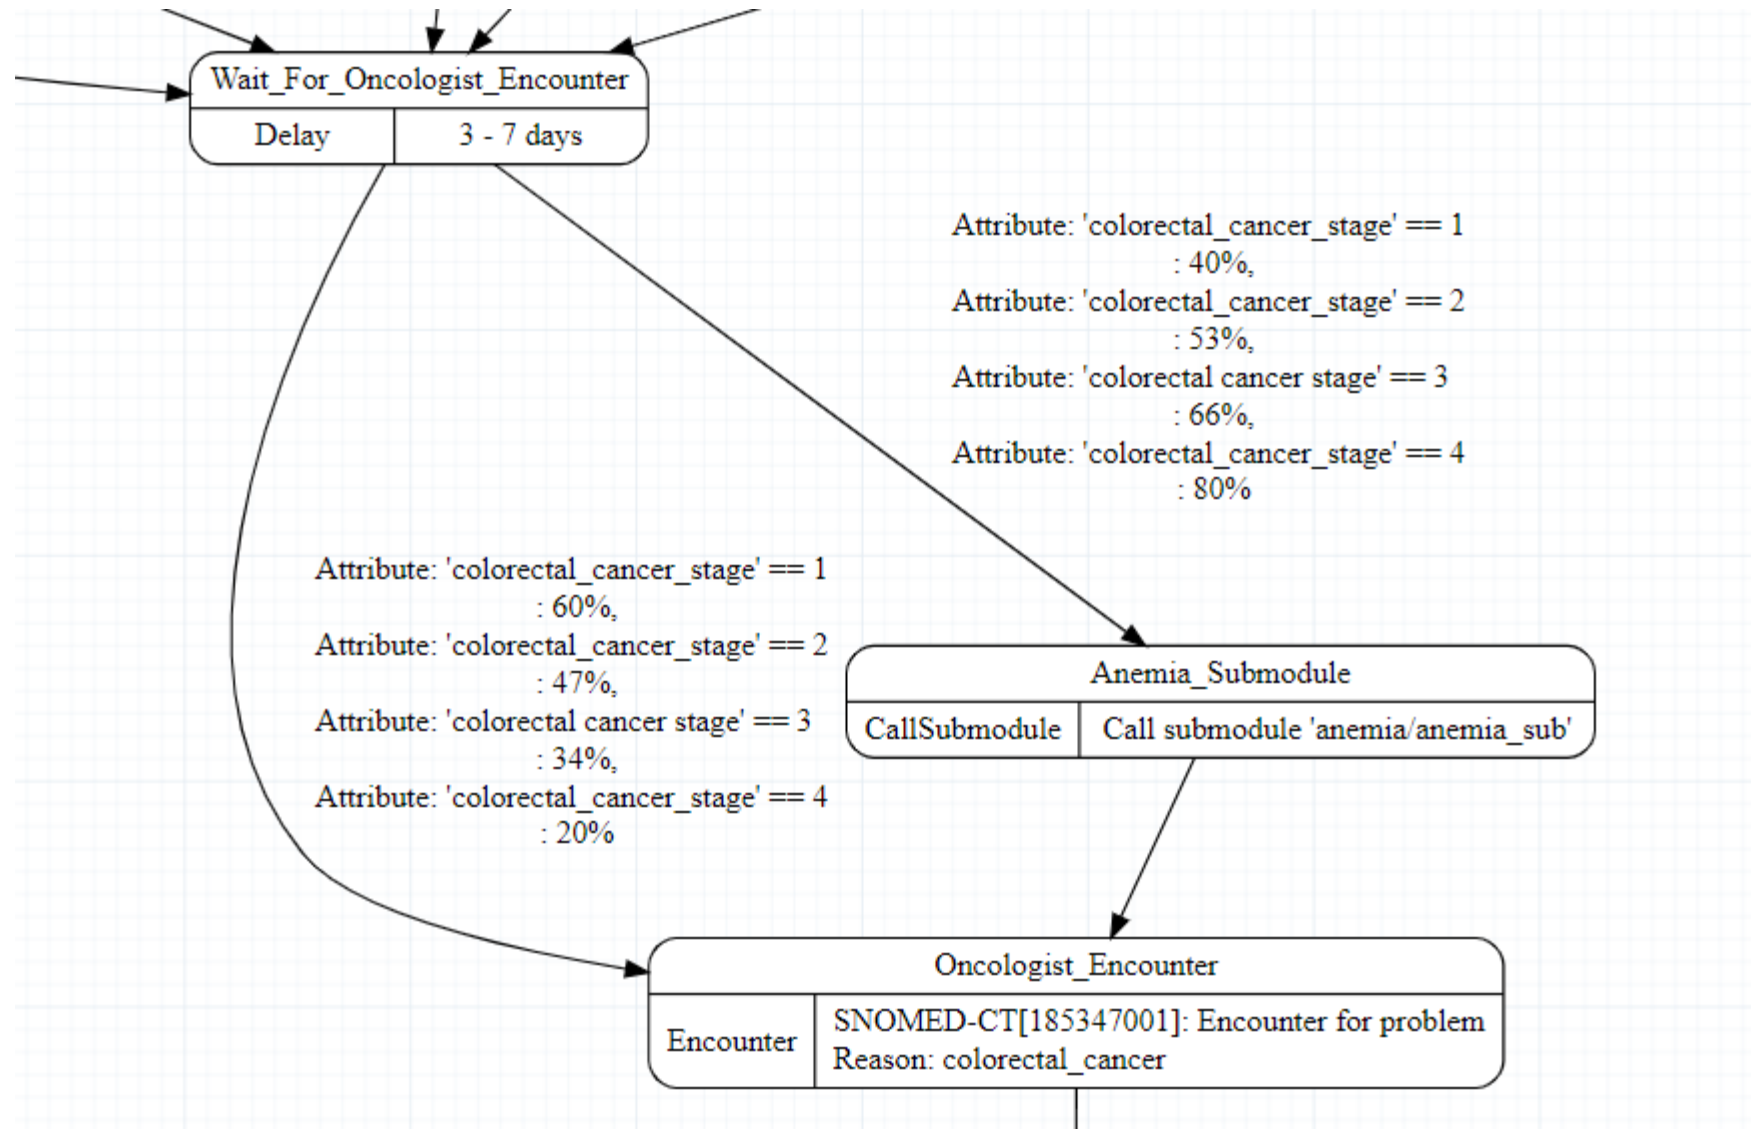 Wait_For_Oncologist_Encounter
Delay
3 - 7 days
Attribute: 'colorectal_cancer_stage' == 1
: 40%,
Attribute: 'colorectal_cancer_stage' == 2
: 53%,
Attribute: 'colorectal cancer stage' == 3
: 66%,
Attribute: 'colorectal_cancer_stage' == 4
: 80%
Attribute: 'colorectal_cancer_stage' == 1
: 60%,
Attribute: 'colorectal_cancer_stage' == 2
: 47%,
Attribute: 'colorectal cancer stage' == 3
: 34%,
Attribute: 'colorectal_cancer_stage' == 4
: 20%
Anemia_Submodule
CallSubmodule
Call submodule 'anemia/anemia_sub'
Oncologist_Encounter
Encounter
SNOMED-CT[185347001]: Encounter for problem
Reason: colorectal_cancer